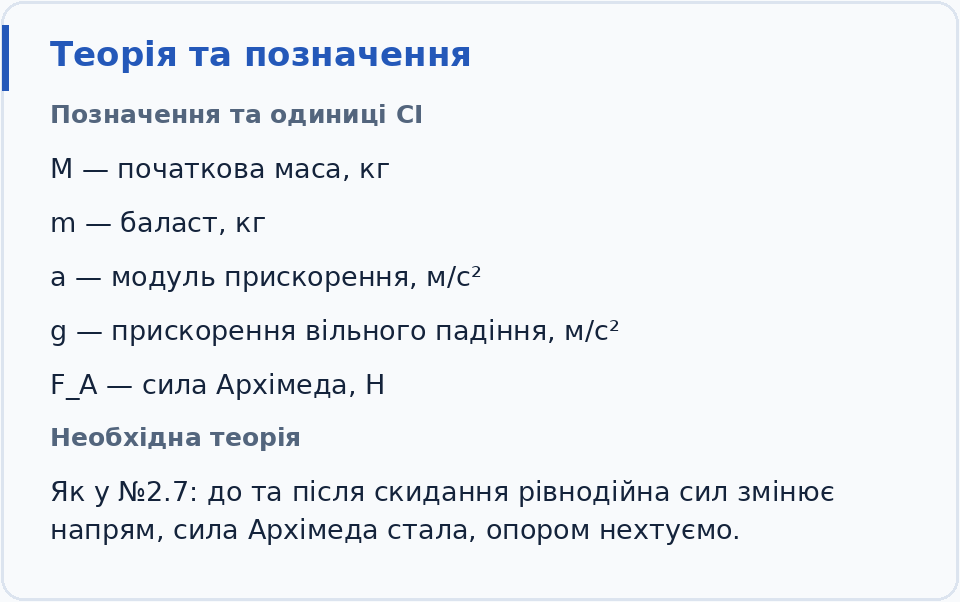 Теорія та позначення
Позначення та одиниці СІ
M — початкова маса, кг
m — баласт, кг
a — модуль прискорення, м/с²
g — прискорення вільного падіння, м/с²
F_A — сила Архімеда, Н
Необхідна теорія
Як у №2.7: до та після скидання рівнодійна сил змінює
напрям, сила Архімеда стала, опором нехтуємо.